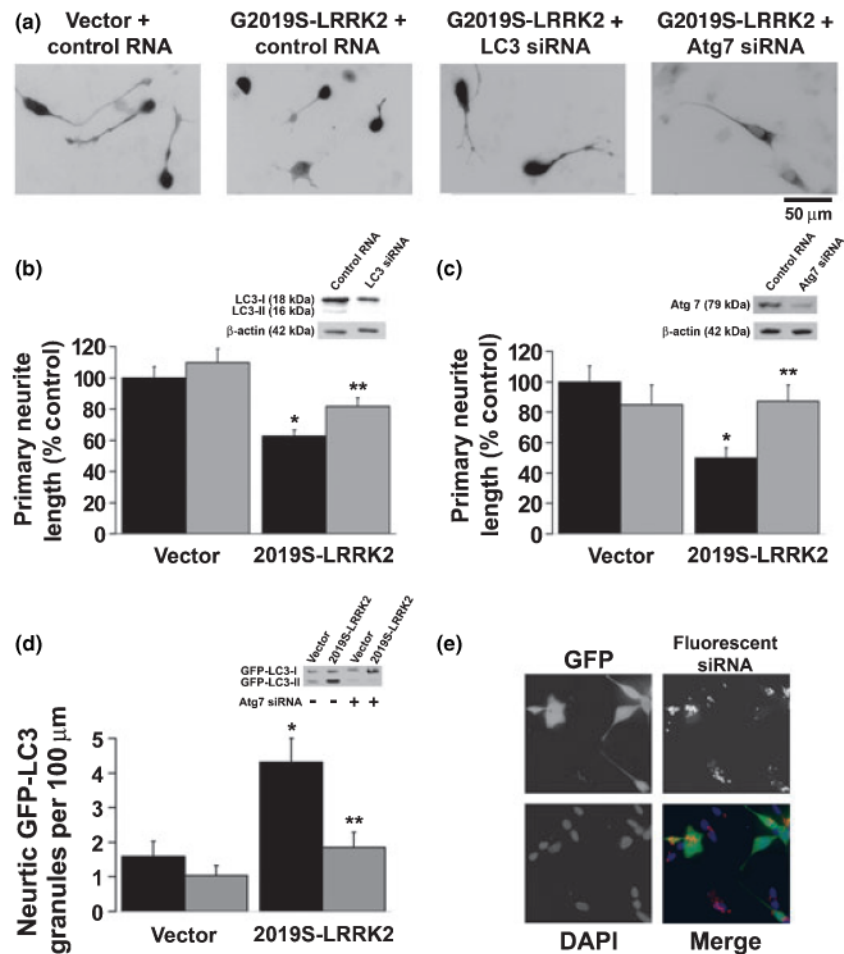 (a)
Vector +
control RNA
G2019S-LRRK2 +
control RNA
G2019S-LRRK2 +
LC3 siRNA
G2019S-LRRK2 +
Atg7 siRNA
50 μm
(b)
Control RNA
LC3 siRNA
LC3-I (18 kDa)
LC3-II (16 kDa)
β-actin (42 kDa)
Primary neurite
length (% control)
120
100
80
60
40
20
0
*
**
Vector
2019S-LRRK2
(c)
Control RNA
Atg7 siRNA
Atg 7 (79 kDa)
β-actin (42 kDa)
Primary neurite
length (% control)
120
100
80
60
40
20
0
*
**
Vector
2019S-LRRK2
(d)
Vector
2019S-LRRK2
Vector
2019S-LRRK2
GFP-LC3-I
GFP-LC3-II
Atg7 siRNA - - + +
Neurtic GFP-LC3
granules per 100 μm
5
4
3
2
1
0
*
**
Vector
2019S-LRRK2
(e)
GFP
Fluorescent
siRNA
DAPI
Merge